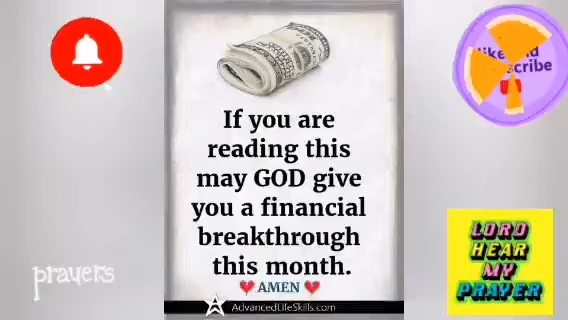 If you are
reading this
may GOD give
you a financial
breakthrough
this month.
AMEN
AdvancedLifeSkills.com
prayers
LORD
HEAR
MY
PRAYER